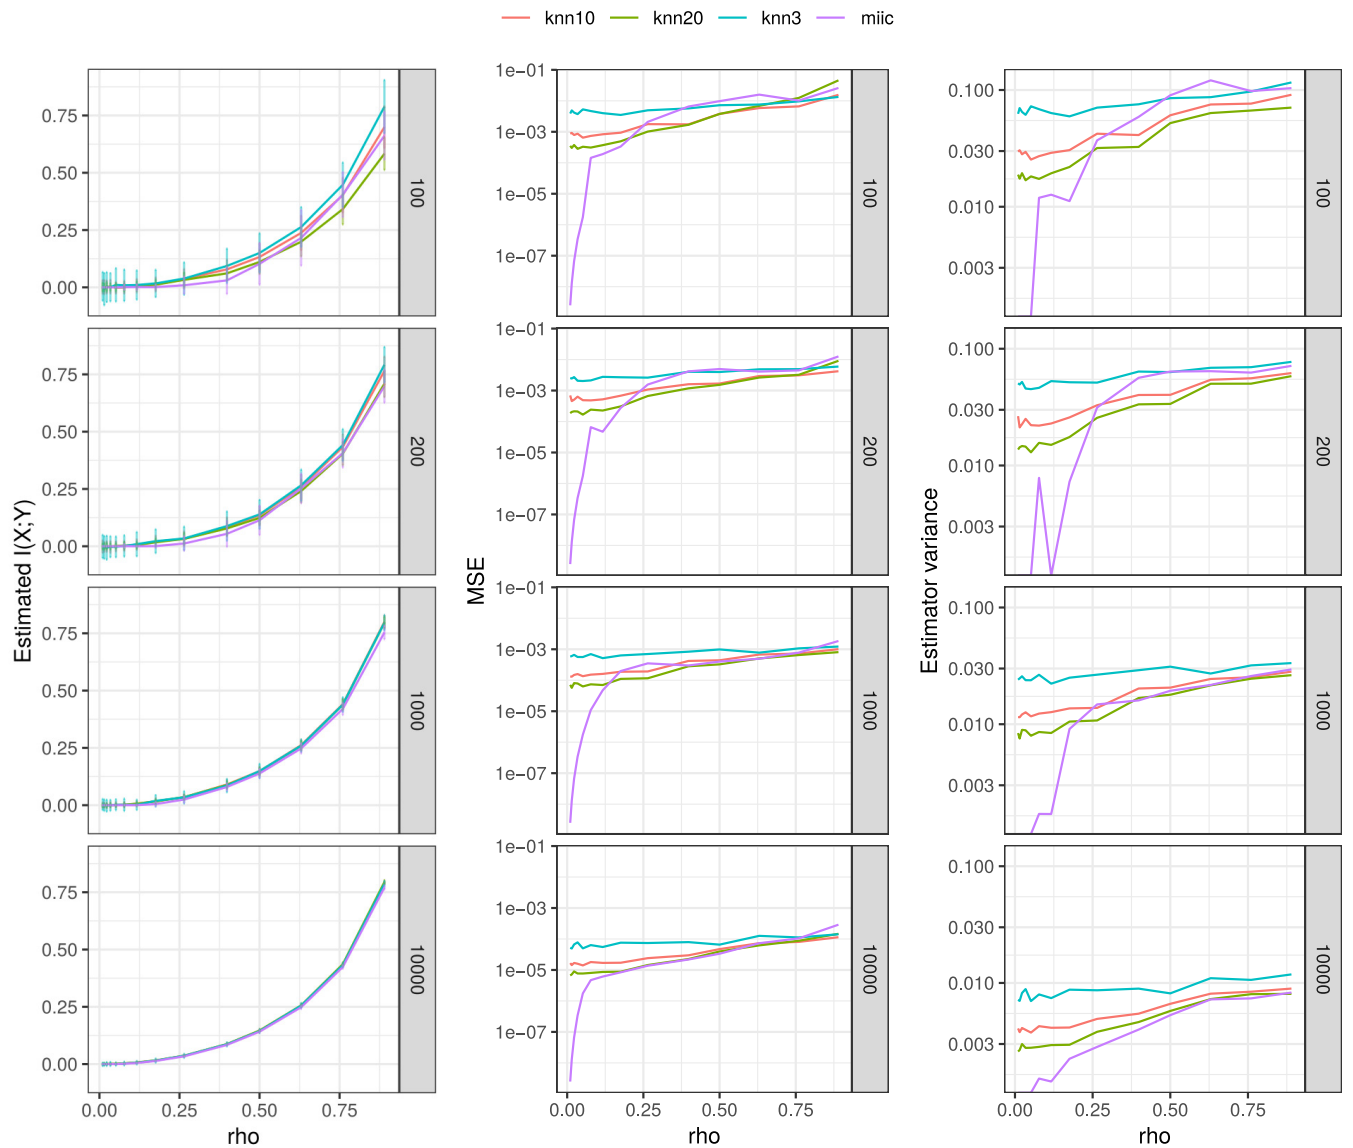 knn10 knn20 knn3 miic
Estimated I(X;Y)
0.75
0.50
0.25
0.00
100
0.75
0.50
0.25
0.00
200
0.75
0.50
0.25
0.00
1000
0.75
0.50
0.25
0.00
10000
0.00 0.25 0.50 0.75
rho
MSE
1e−01
1e−03
1e−05
1e−07
100
1e−01
1e−03
1e−05
1e−07
200
1e−01
1e−03
1e−05
1e−07
1000
1e−01
1e−03
1e−05
1e−07
10000
0.00 0.25 0.50 0.75
rho
Estimator variance
0.100
0.030
0.010
0.003
100
0.100
0.030
0.010
0.003
200
0.100
0.030
0.010
0.003
1000
0.100
0.030
0.010
0.003
10000
0.00 0.25 0.50 0.75
rho